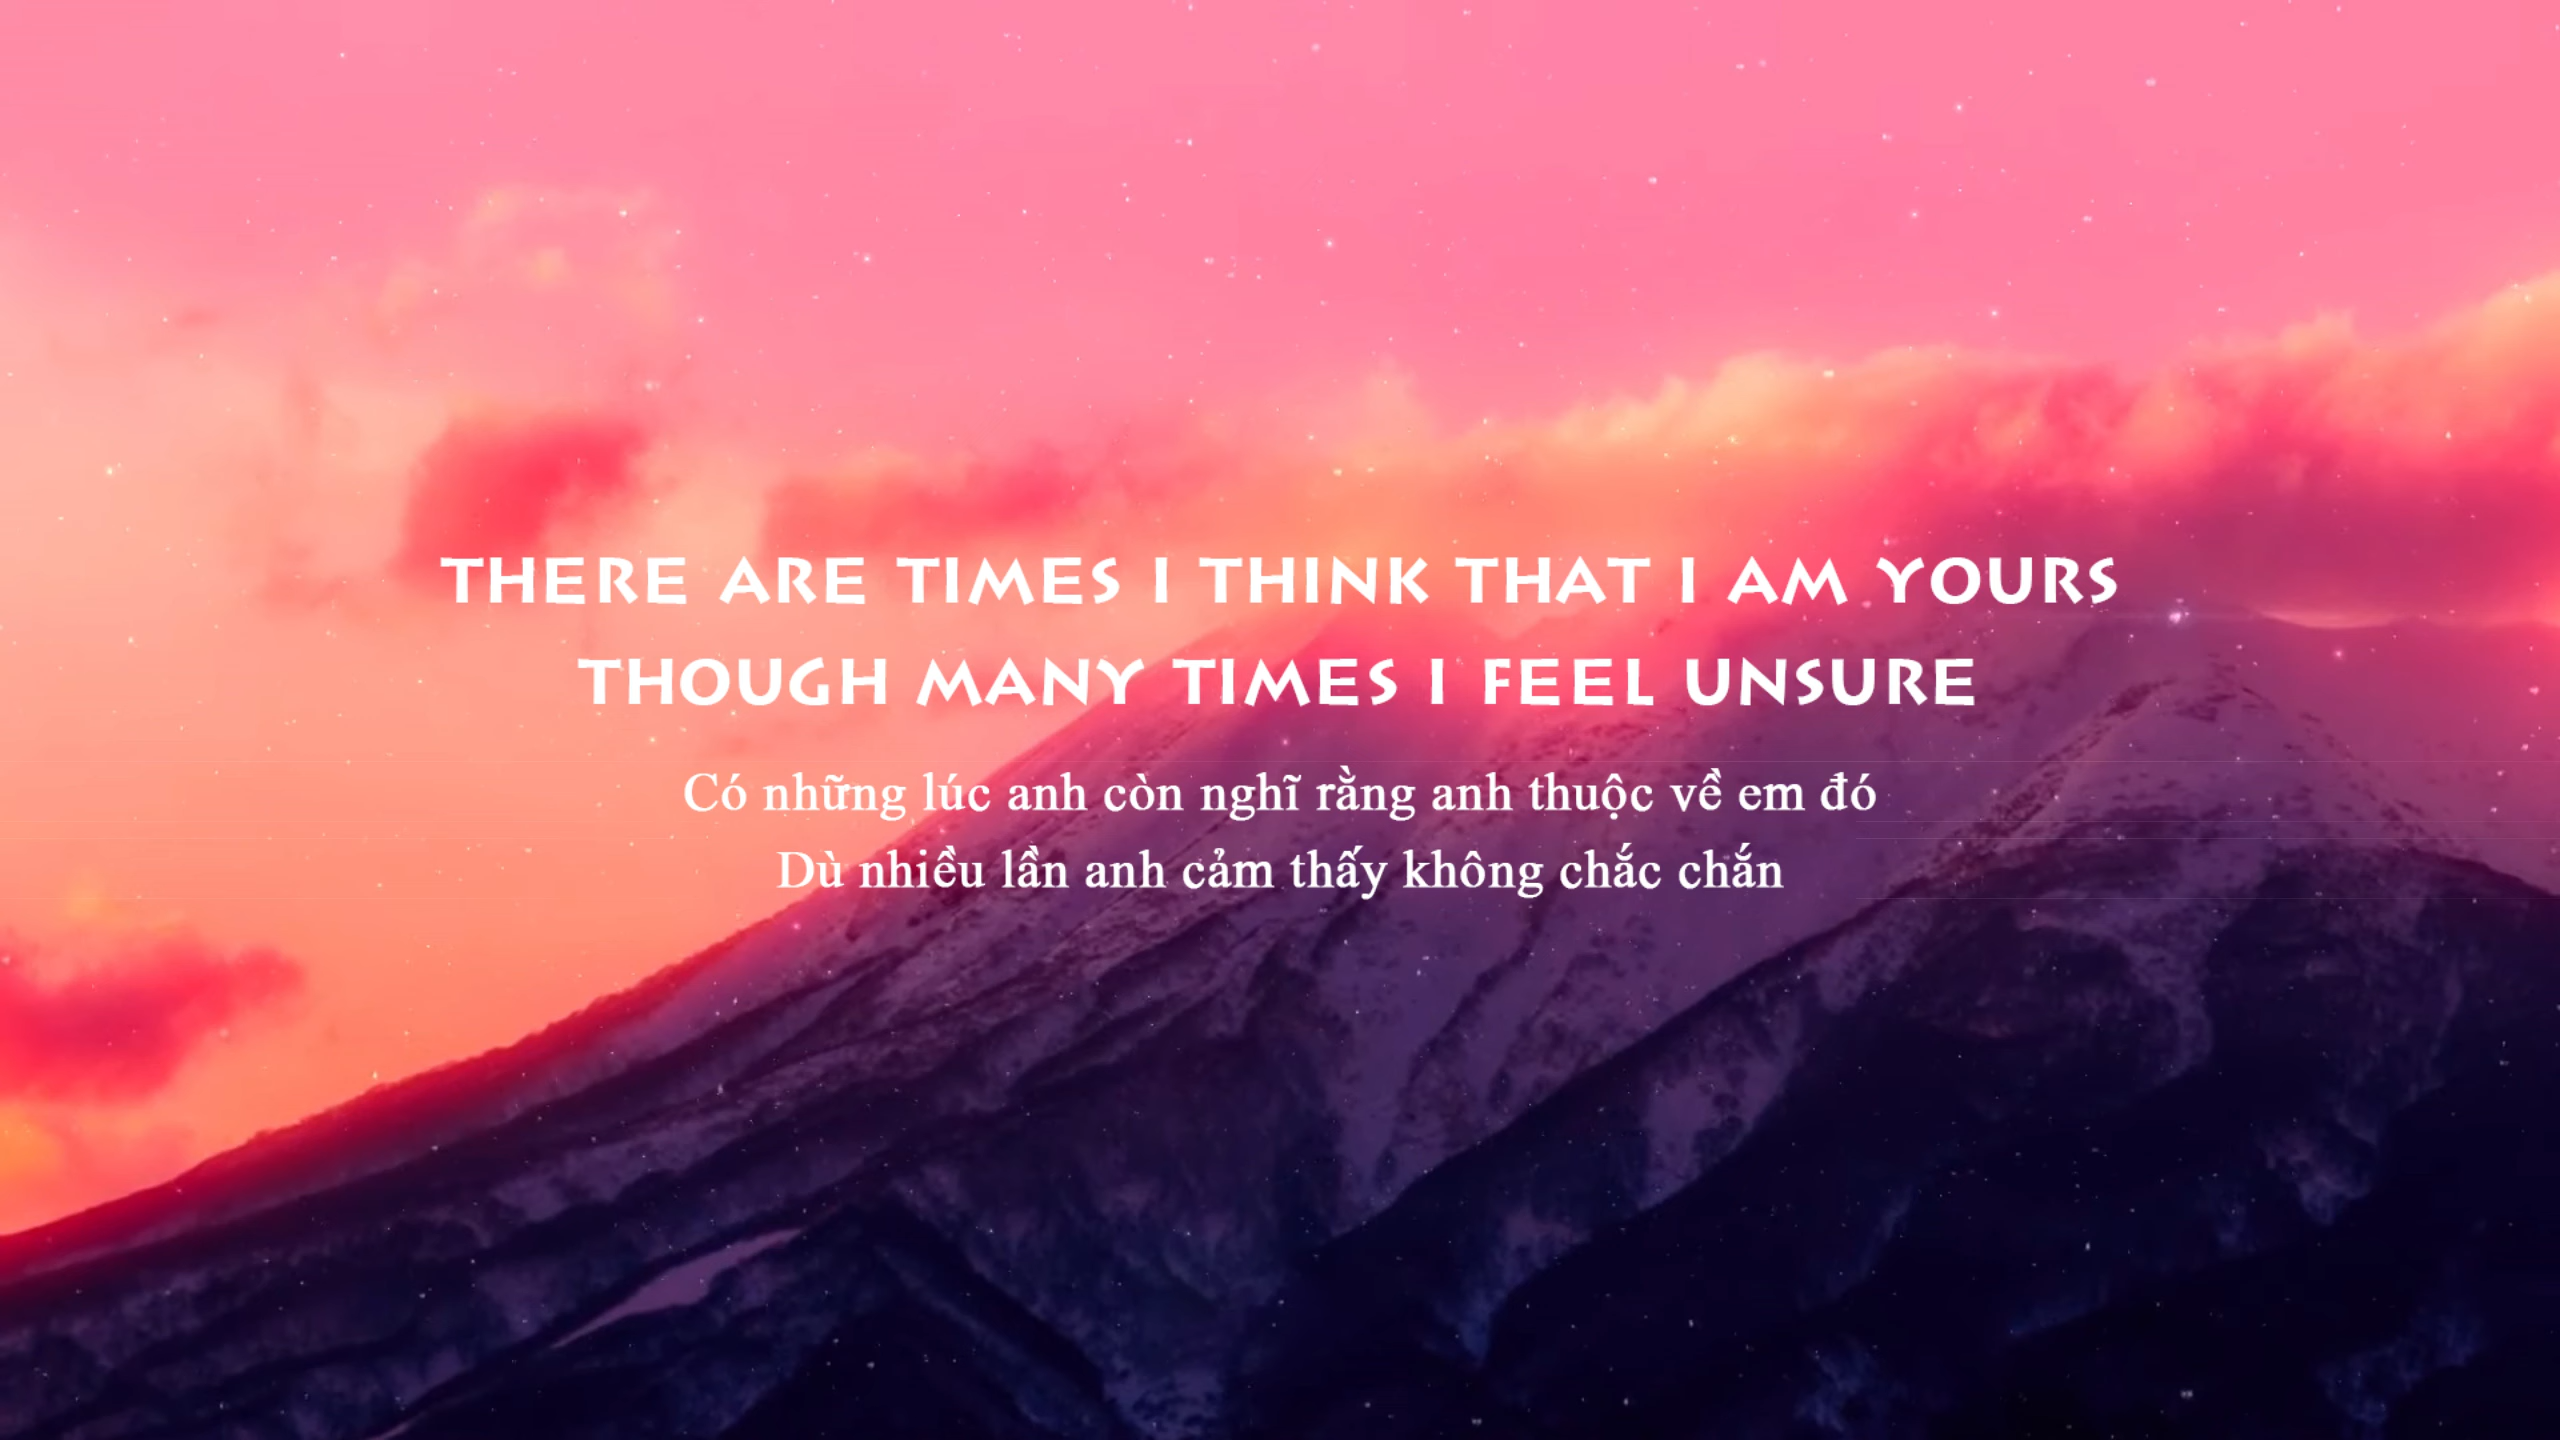 THERE ARE TIMES I THINK THAT I AM YOURS
THOUGH MANY TIMES I FEEL UNSURE
Có những lúc anh còn nghĩ rằng anh thuộc về em đó
Dù nhiều lần anh cảm thấy không chắc chắn